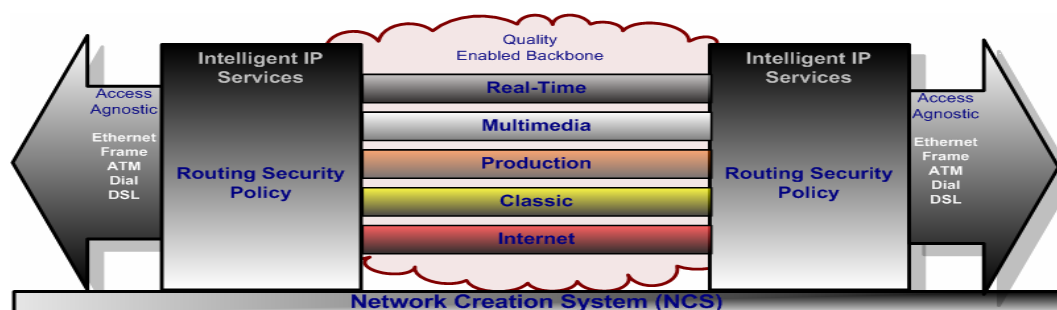 Access
Agnostic
Ethernet
Frame
ATM
Dial
DSL
Intelligent IP
Services
Routing Security
Policy
Quality
Enabled Backbone
Real-Time
Multimedia
Production
Classic
Internet
Intelligent IP
Services
Routing Security
Policy
Access
Agnostic
Ethernet
Frame
ATM
Dial
DSL
Network Creation System (NCS)